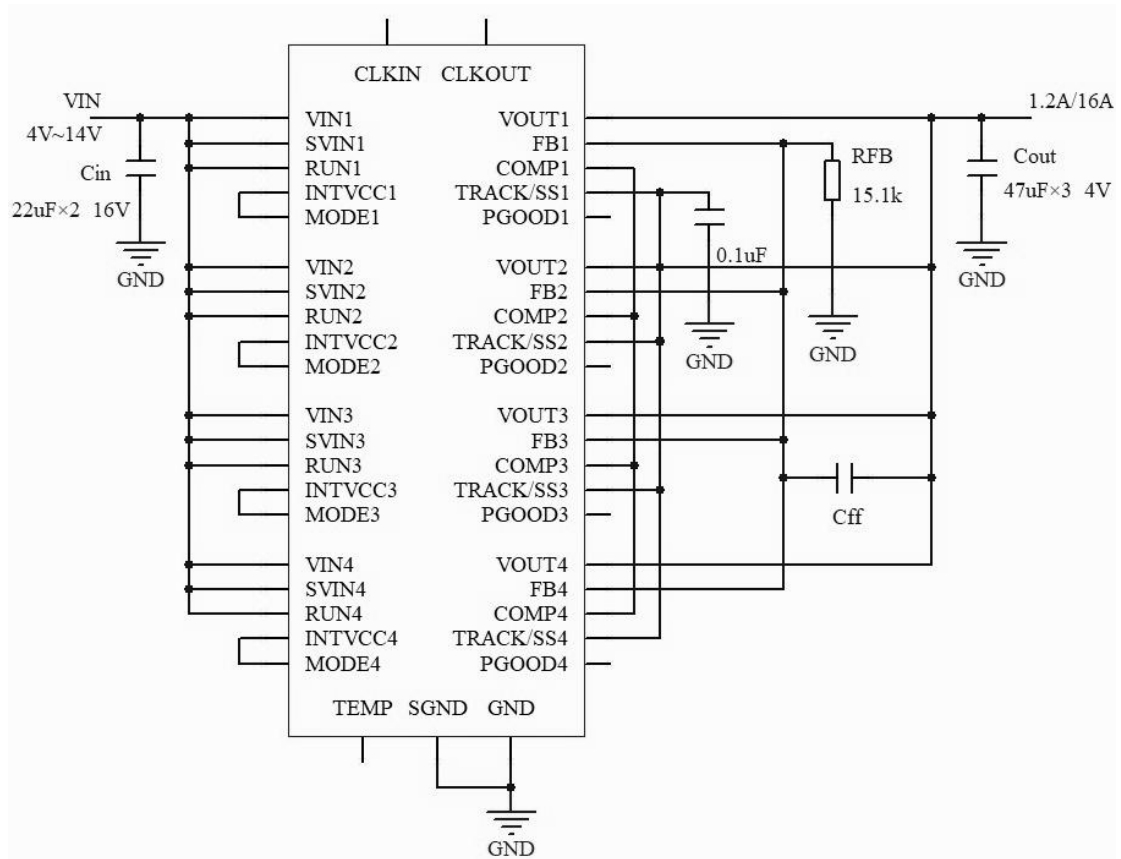 CLKIN CLKOUT
VIN
4V~14V
Cin
22uF×2 16V
GND
VIN1
SVIN1
RUN1
INTVCC1
MODE1
VIN2
SVIN2
RUN2
INTVCC2
MODE2
VIN3
SVIN3
RUN3
INTVCC3
MODE3
VIN4
SVIN4
RUN4
INTVCC4
MODE4
VOUT1
FB1
COMP1
TRACK/SS1
PGOOD1
VOUT2
FB2
COMP2
TRACK/SS2
PGOOD2
VOUT3
FB3
COMP3
TRACK/SS3
PGOOD3
VOUT4
FB4
COMP4
TRACK/SS4
PGOOD4
TEMP SGND GND
GND
0.1uF
GND
RFB
15.1k
GND
Cff
1.2A/16A
Cout
47uF×3 4V
GND